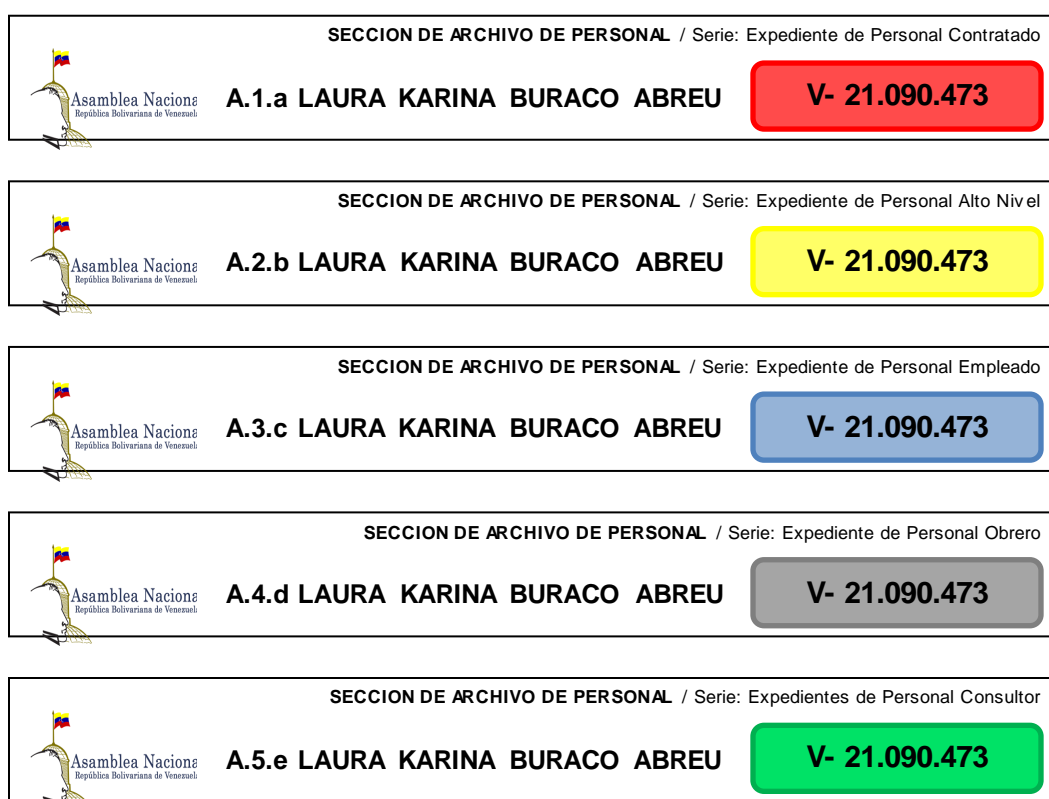 SECCION DE ARCHIVO DE PERSONAL / Serie: Expediente de Personal Contratado
Asamblea Naciona
República Bolivariana de Venezuel
A.1.a LAURA KARINA BURACO ABREU
V- 21.090.473
SECCION DE ARCHIVO DE PERSONAL / Serie: Expediente de Personal Alto Nivel
Asamblea Naciona
República Bolivariana de Venezuel
A.2.b LAURA KARINA BURACO ABREU
V- 21.090.473
SECCION DE ARCHIVO DE PERSONAL / Serie: Expediente de Personal Empleado
Asamblea Naciona
República Bolivariana de Venezuel
A.3.c LAURA KARINA BURACO ABREU
V- 21.090.473
SECCION DE ARCHIVO DE PERSONAL / Serie: Expediente de Personal Obrero
Asamblea Naciona
República Bolivariana de Venezuel
A.4.d LAURA KARINA BURACO ABREU
V- 21.090.473
SECCION DE ARCHIVO DE PERSONAL / Serie: Expedientes de Personal Consultor
Asamblea Naciona
República Bolivariana de Venezuel
A.5.e LAURA KARINA BURACO ABREU
V- 21.090.473